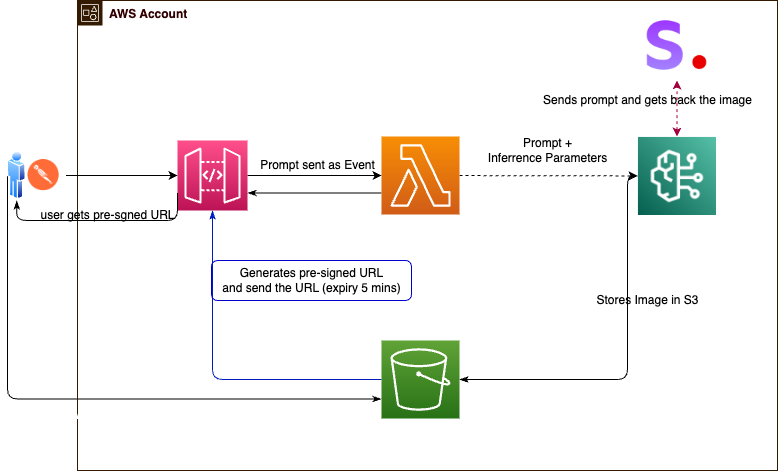 AWS Account
S.
Sends prompt and gets back the image
Prompt +
Inferrence Parameters
Prompt sent as Event
</>
user gets pre-sgned URL
Generates pre-signed URL
and send the URL (expiry 5 mins)
Stores Image in S3